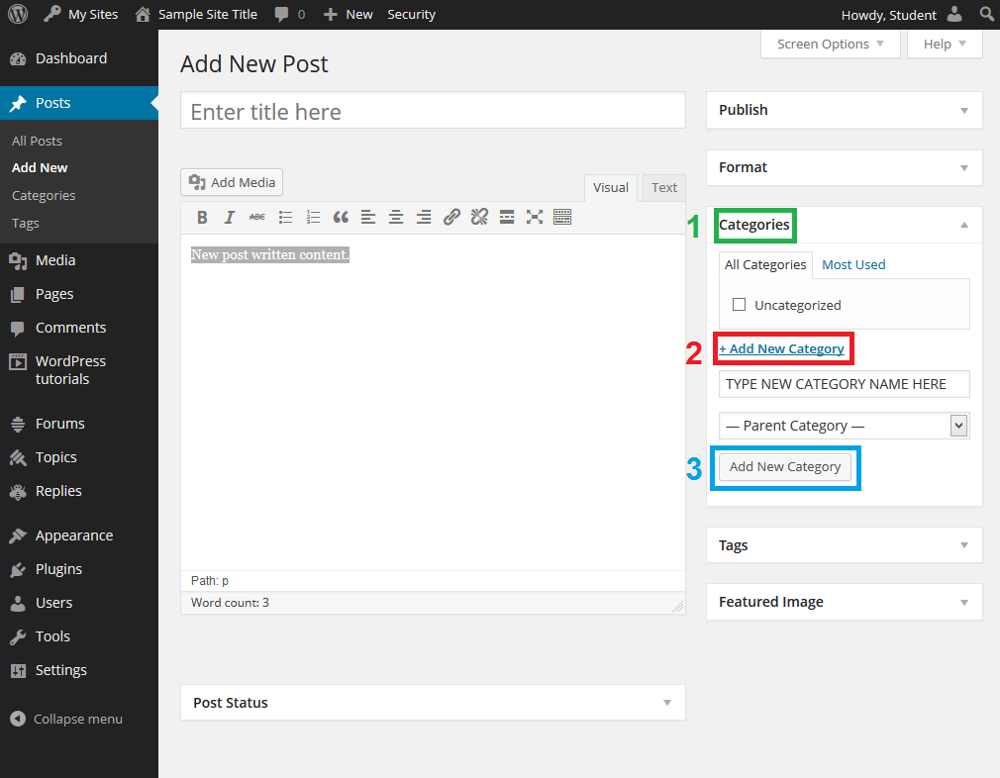 My Sites
Sample Site Title
0
New
Security
Howdy, Student
Dashboard
Posts
All Posts
Add New
Categories
Tags
Media
Pages
Comments
WordPress
tutorials
Forums
Topics
Replies
Appearance
Plugins
Users
Tools
Settings
Collapse menu
Screen Options
Help
Add New Post
Enter title here
Add Media
Visual
Text
B
I
ABC
New post written content.
Path: p
Word count: 3
Post Status
Publish
Format
1
Categories
All Categories
Most Used
Uncategorized
2
+ Add New Category
TYPE NEW CATEGORY NAME HERE
— Parent Category —
3
Add New Category
Tags
Featured Image